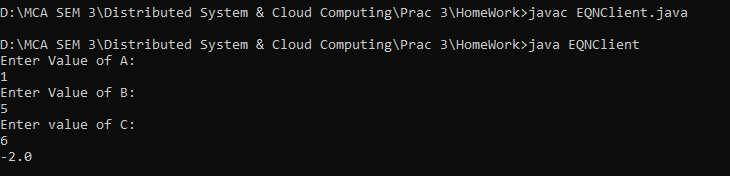 D:\MCA SEM 3\Distributed System & Cloud Computing\Prac 3\HomeWork>javac EQNClient.java
D:\MCA SEM 3\Distributed System & Cloud Computing\Prac 3\HomeWork>java EQNClient
Enter Value of A:
1
Enter Value of B:
5
Enter value of C:
6
-2.0